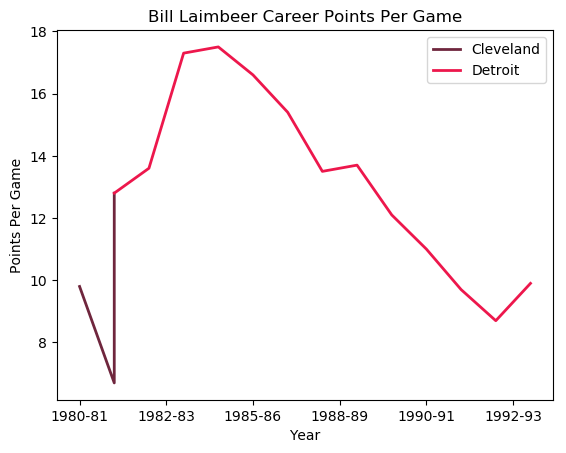 Bill Laimbeer Career Points Per Game
18
16
14
12
10
8
Points Per Game
Cleveland
Detroit
1980-81 1982-83 1985-86 1988-89 1990-91 1992-93
Year